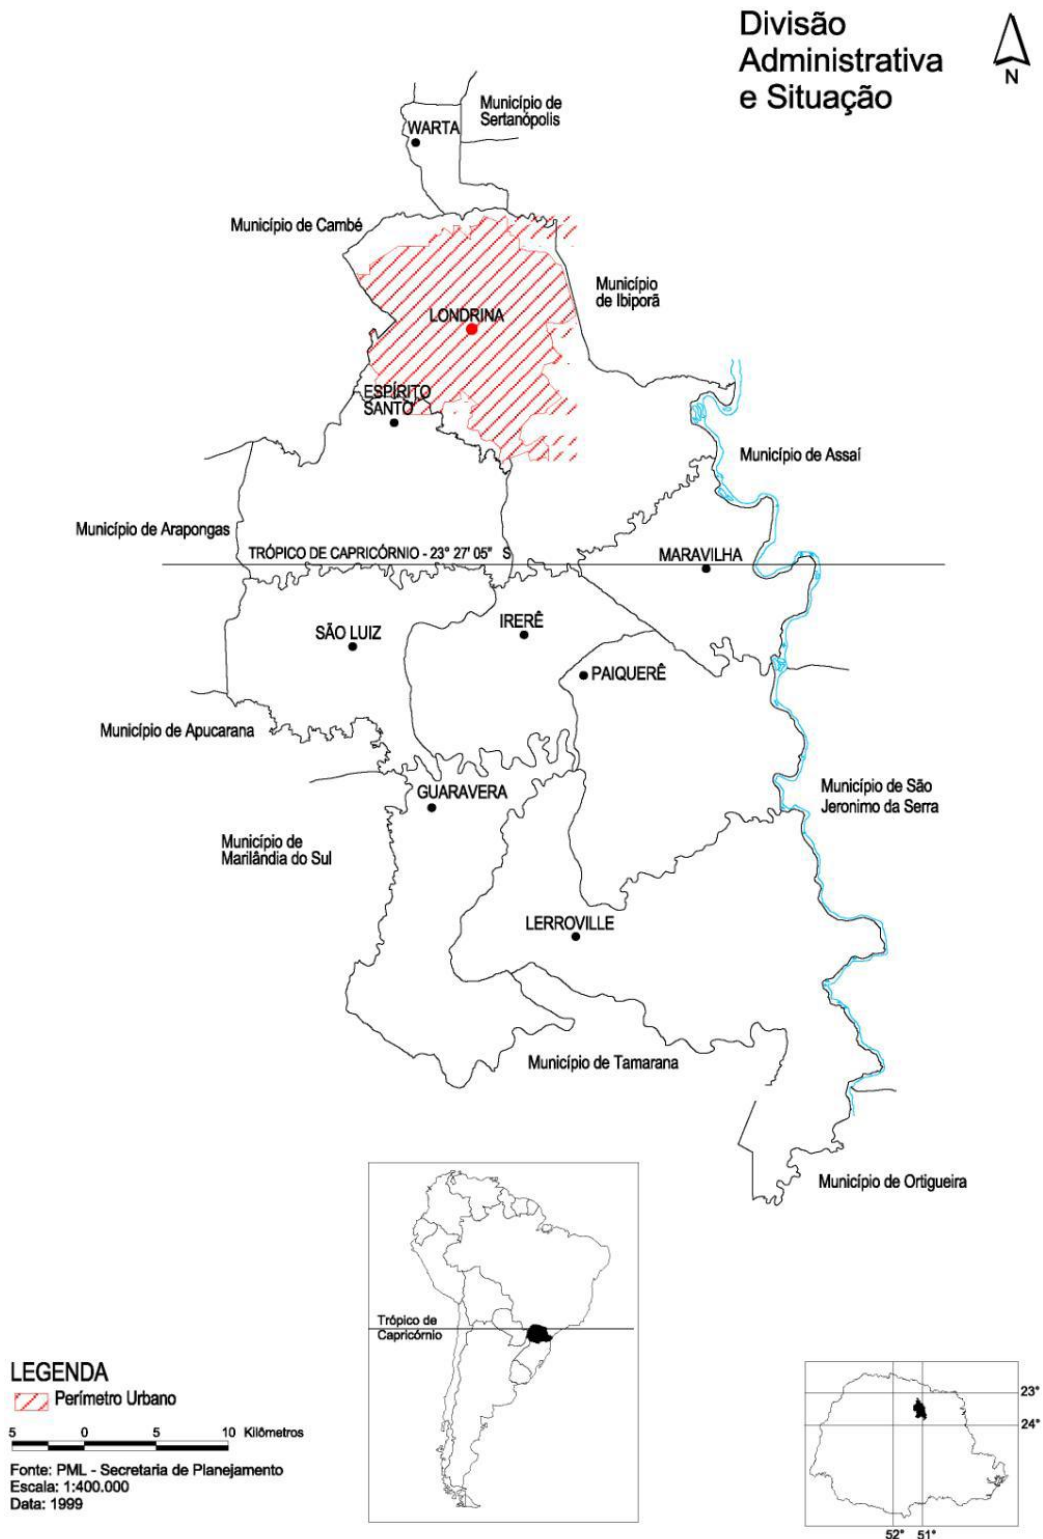 Divisão
Administrativa
e Situação
N
Município de
Sertanópolis
WARTA
Município de Cambé
Município
de Ibiporã
LONDRINA
ESPÍRITO
SANTO
Município de Assaí
Município de Arapongas
TRÓPICO DE CAPRICÓRNIO - 23° 27' 05" S
MARAVILHA
IRERÊ
SÃO LUIZ
PAIQUERÊ
Município de Apucarana
GUARAVERA
Município de São
Jeronimo da Serra
Município de
Marilândia do Sul
LERROVILLE
Município de Tamarana
Município de Ortigueira
Trópico de
Capricórnio
LEGENDA
Perímetro Urbano
5 0 5 10 Kilômetros
Fonte: PML - Secretaria de Planejamento
Escala: 1:400.000
Data: 1999
23°
24°
52° 51°